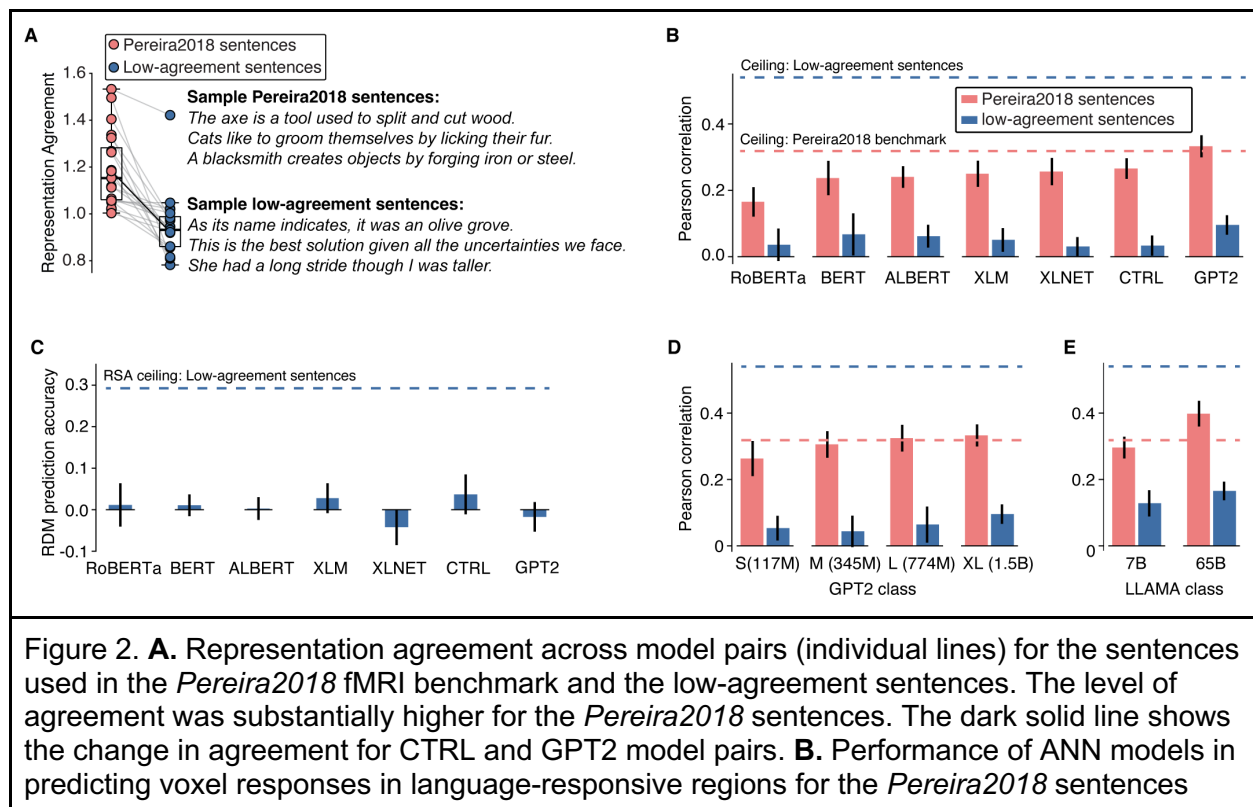 A
Pereira2018 sentences
Low-agreement sentences
Representation Agreement
1.6
1.4
1.2
1.0
0.8
Sample Pereira2018 sentences:
The axe is a tool used to split and cut wood.
Cats like to groom themselves by licking their fur.
A blacksmith creates objects by forging iron or steel.
Sample low-agreement sentences:
As its name indicates, it was an olive grove.
This is the best solution given all the uncertainties we face.
She had a long stride though I was taller.
B
Ceiling: Low-agreement sentences
Pereira2018 sentences
low-agreement sentences
Ceiling: Pereira2018 benchmark
Pearson correlation
0.4
0.2
0.0
RoBERTa BERT ALBERT XLM XLNET CTRL GPT2
C
RSA ceiling: Low-agreement sentences
RDM prediction accuracy
0.3
0.1
0.0
-0.1
RoBERTa BERT ALBERT XLM XLNET CTRL GPT2
D
Pearson correlation
0.4
0.2
0
S(117M) M (345M) L (774M) XL (1.5B)
GPT2 class
E
0.4
0.2
0
7B 65B
LLAMA class
Figure 2. A. Representation agreement across model pairs (individual lines) for the sentences
used in the Pereira2018 fMRI benchmark and the low-agreement sentences. The level of
agreement was substantially higher for the Pereira2018 sentences. The dark solid line shows
the change in agreement for CTRL and GPT2 model pairs. B. Performance of ANN models in
predicting voxel responses in language-responsive regions for the Pereira2018 sentences